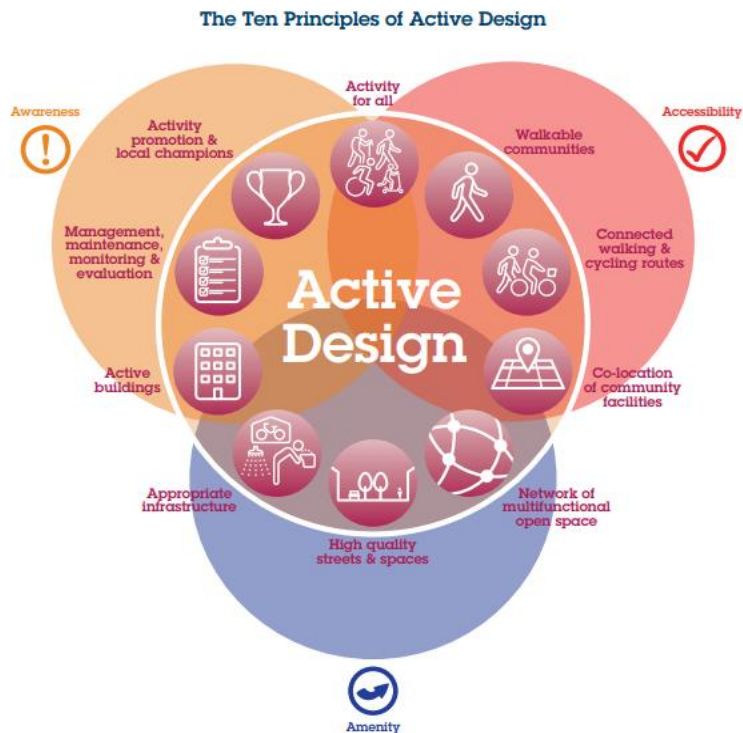 The Ten Principles of Active Design
Activity
for all
Awareness
Accessibility
Activity
promotion &
local champions
Walkable
communities
Management,
maintenance,
monitoring &
evaluation
Connected
walking &
cycling routes
Active
Design
Active
buildings
Co-location
of community
facilities
Appropriate
infrastructure
Network of
multifunctional
open space
High quality
streets & spaces
Amenity